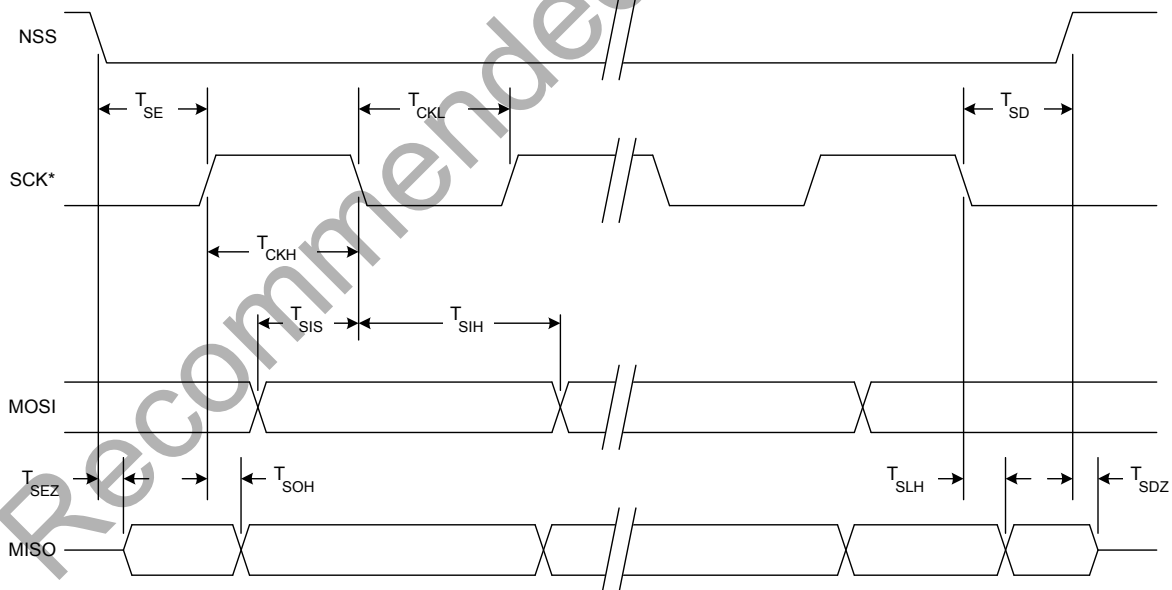 NSS
T SE
T CKL
T SD
SCK*
T CKH
T SIS
T SIH
MOSI
T SEZ
T SOH
T SLH
T SDZ
MISO
Recommended